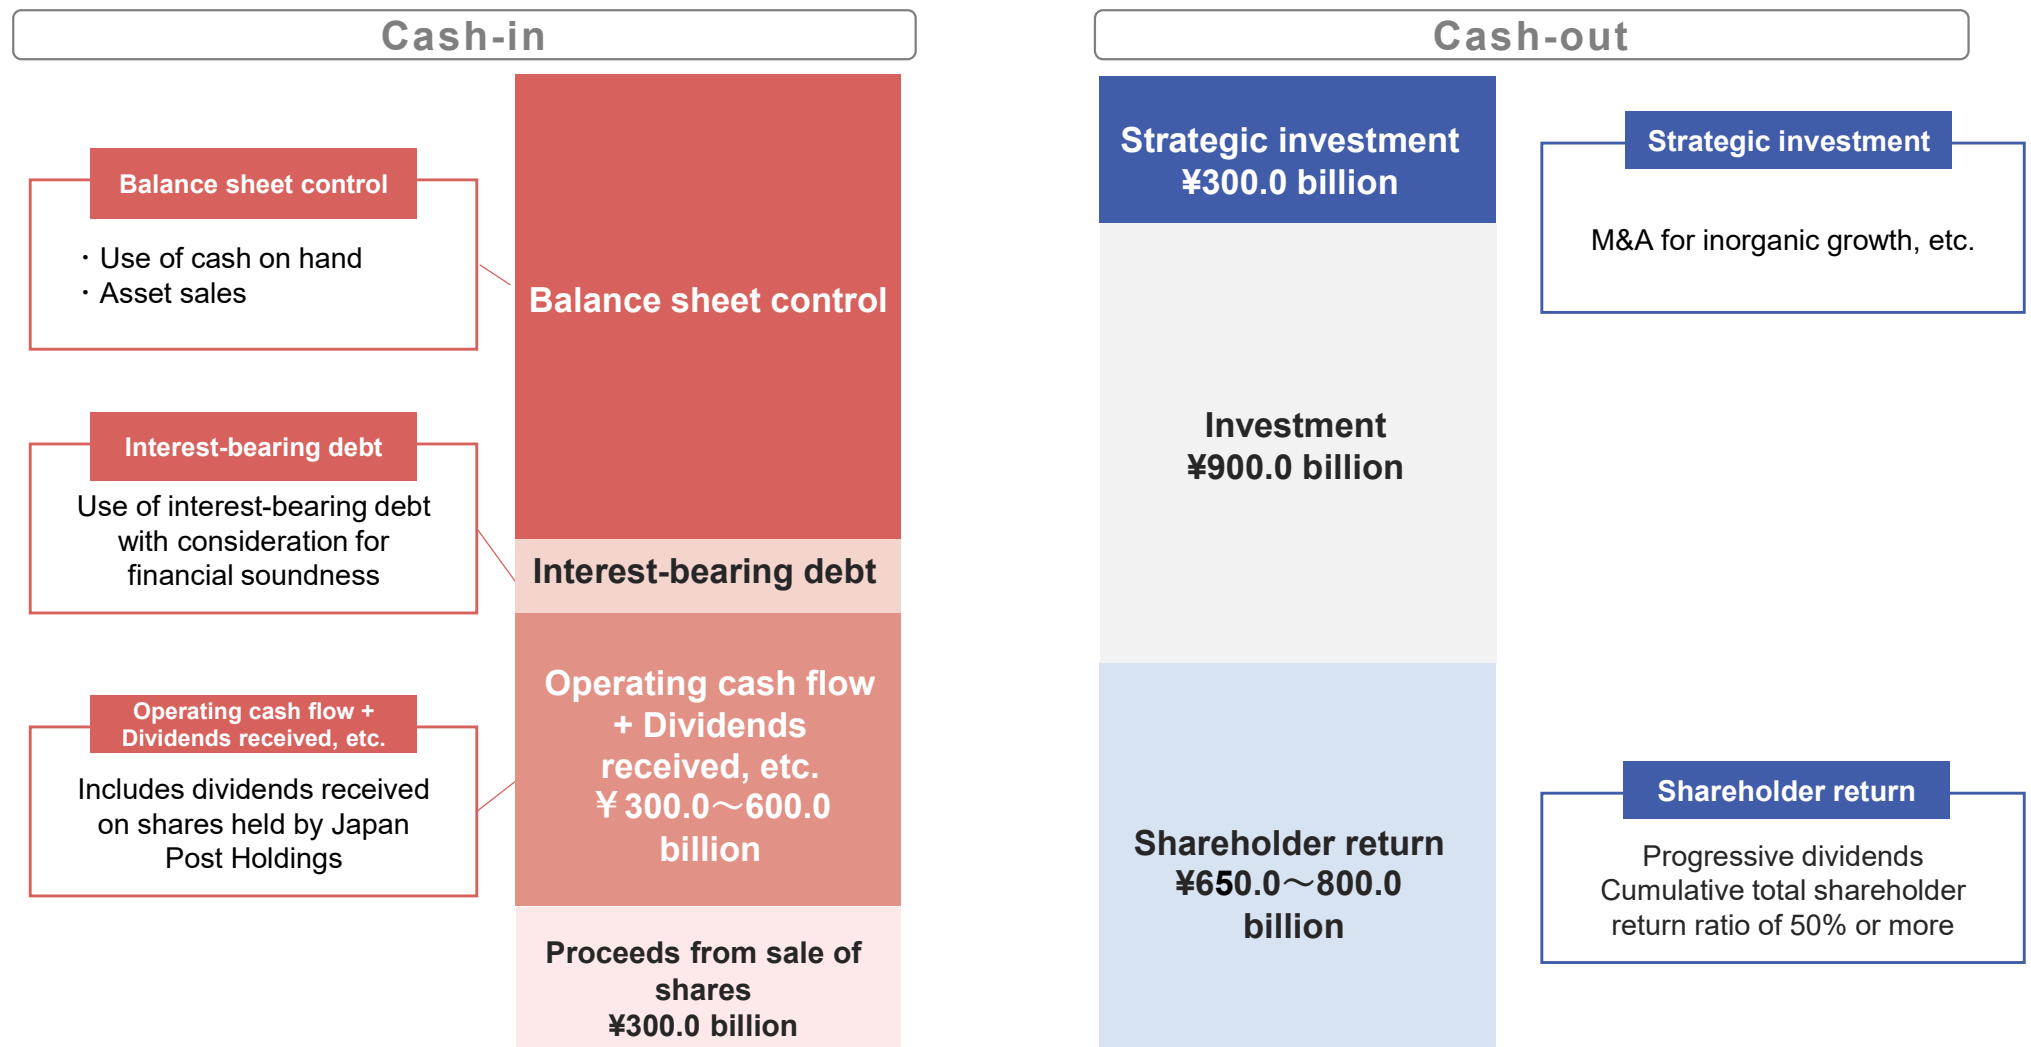 Cash-in
Balance sheet control
・Use of cash on hand
・Asset sales
Interest-bearing debt
Use of interest-bearing debt
with consideration for
financial soundness
Operating cash flow +
Dividends received, etc.
Includes dividends received
on shares held by Japan
Post Holdings
Balance sheet control
Interest-bearing debt
Operating cash flow
+ Dividends
received, etc.
￥300.0～600.0
billion
Proceeds from sale of
shares
¥300.0 billion
Cash-out
Strategic investment
¥300.0 billion
Investment
¥900.0 billion
Shareholder return
¥650.0～800.0
billion
Strategic investment
M&A for inorganic growth, etc.
Shareholder return
Progressive dividends
Cumulative total shareholder
return ratio of 50% or more